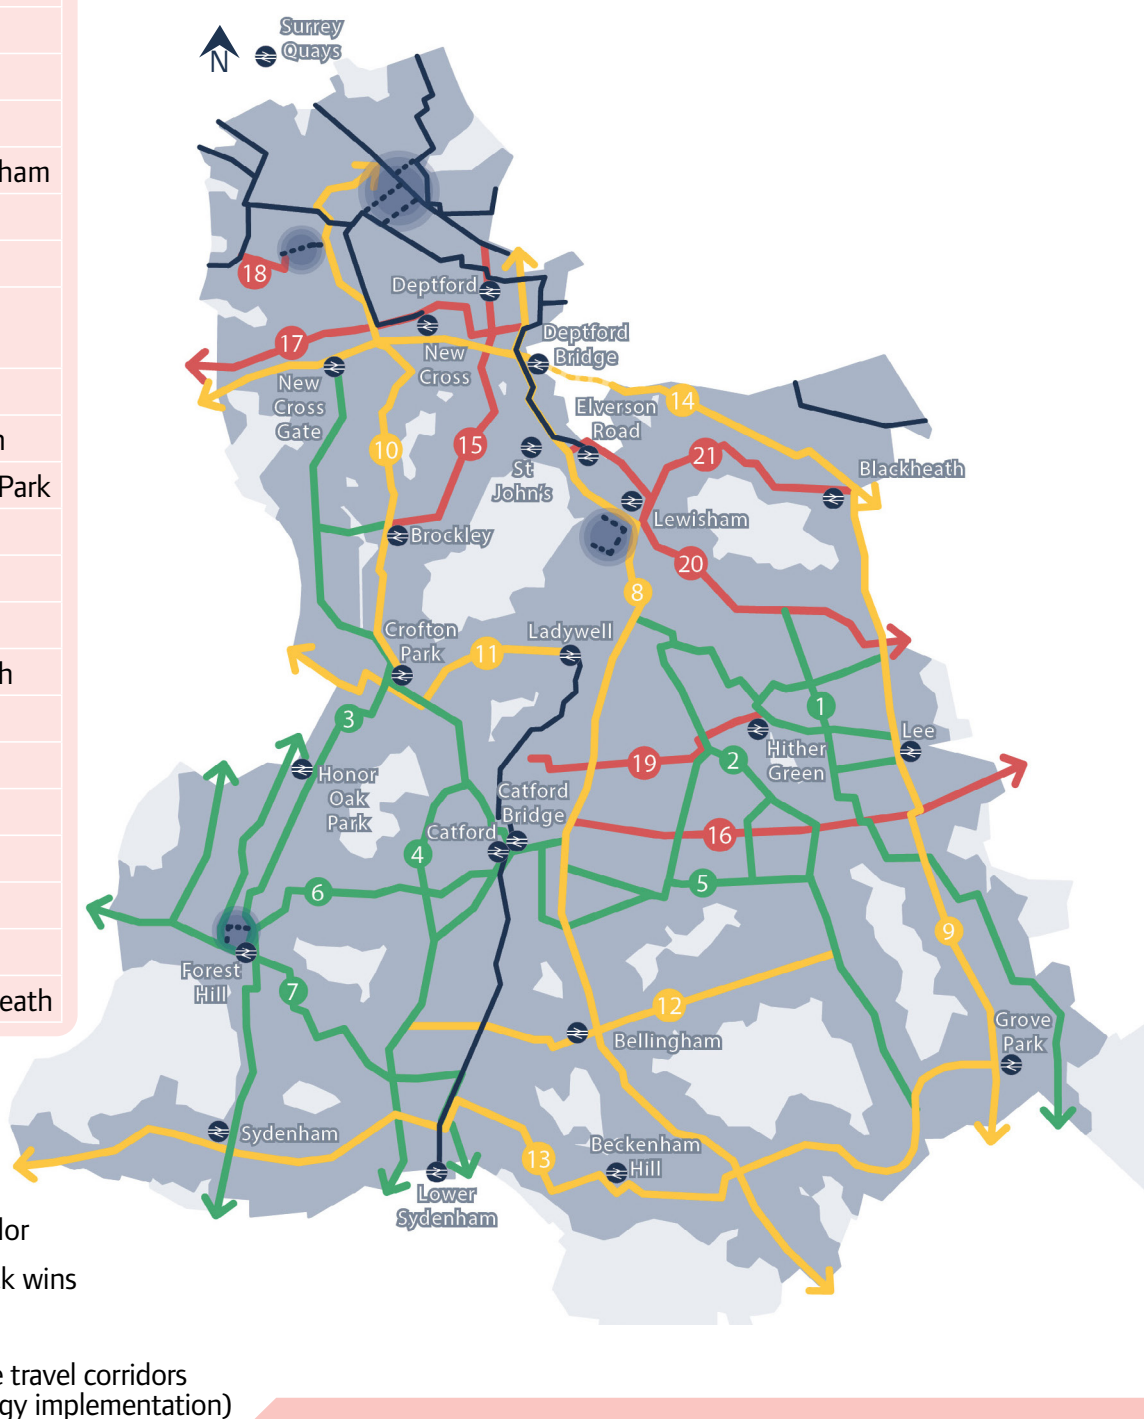 Surrey
Quays
N
ham
18
Deptford
17
New
Cross
Deptford
Bridge
New
Cross
Gate
14
Elverson
Road
n
10
15
21
St
John's
Blackheath
Park
Lewisham
Brockley
20
8
Crofton
Park
Ladywell
11
h
3
1
Lee
Hither
Green
19
2
Honor
Oak
Park
Catford
Bridge
Catford
16
4
6
5
9
Forest
Hill
7
eath
12
Grove
Park
Bellingham
Sydenham
Beckenham
Hill
13
Lower
Sydenham
lor
k wins
e travel corridors
gy implementation)